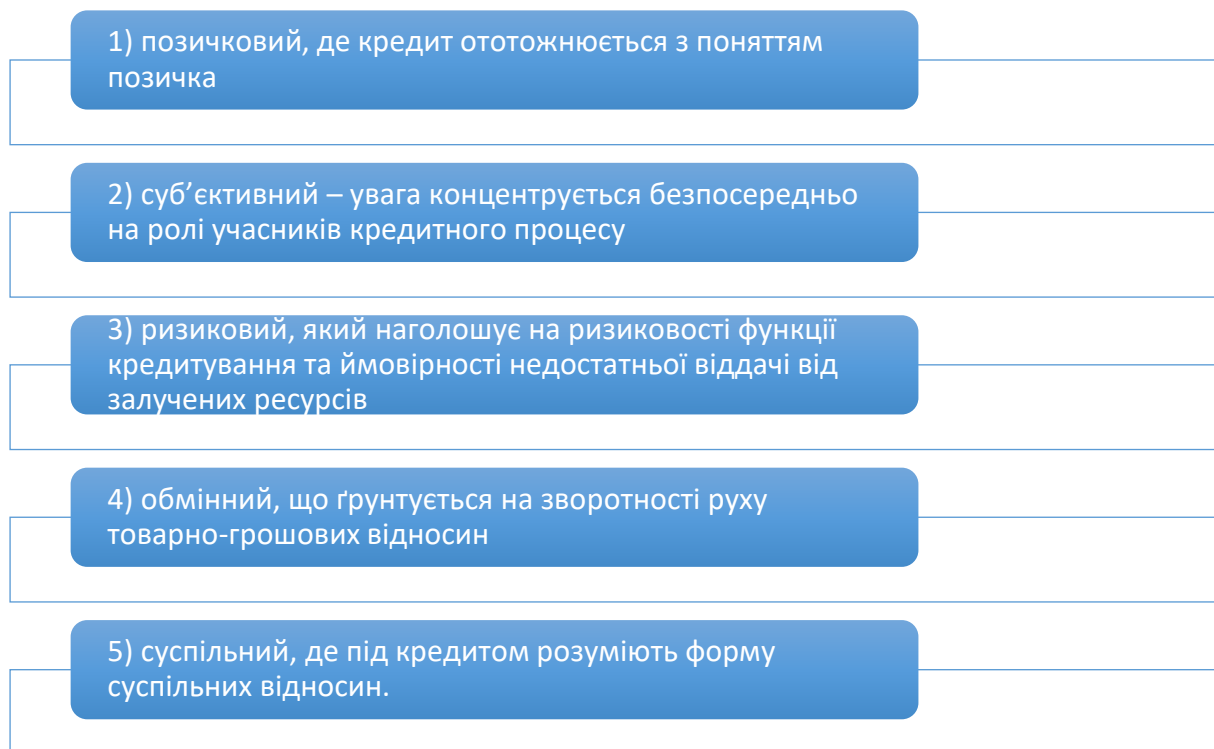 1) позичковий, де кредит ототожнюється з поняттям
позичка
2) суб’єктивний – увага концентрується безпосередньо
на ролі учасників кредитного процесу
3) ризиковий, який наголошує на ризиковості функції
кредитування та ймовірності недостатньої віддачі від
залучених ресурсів
4) обмінний, що ґрунтується на зворотності руху
товарно-грошових відносин
5) суспільний, де під кредитом розуміють форму
суспільних відносин.